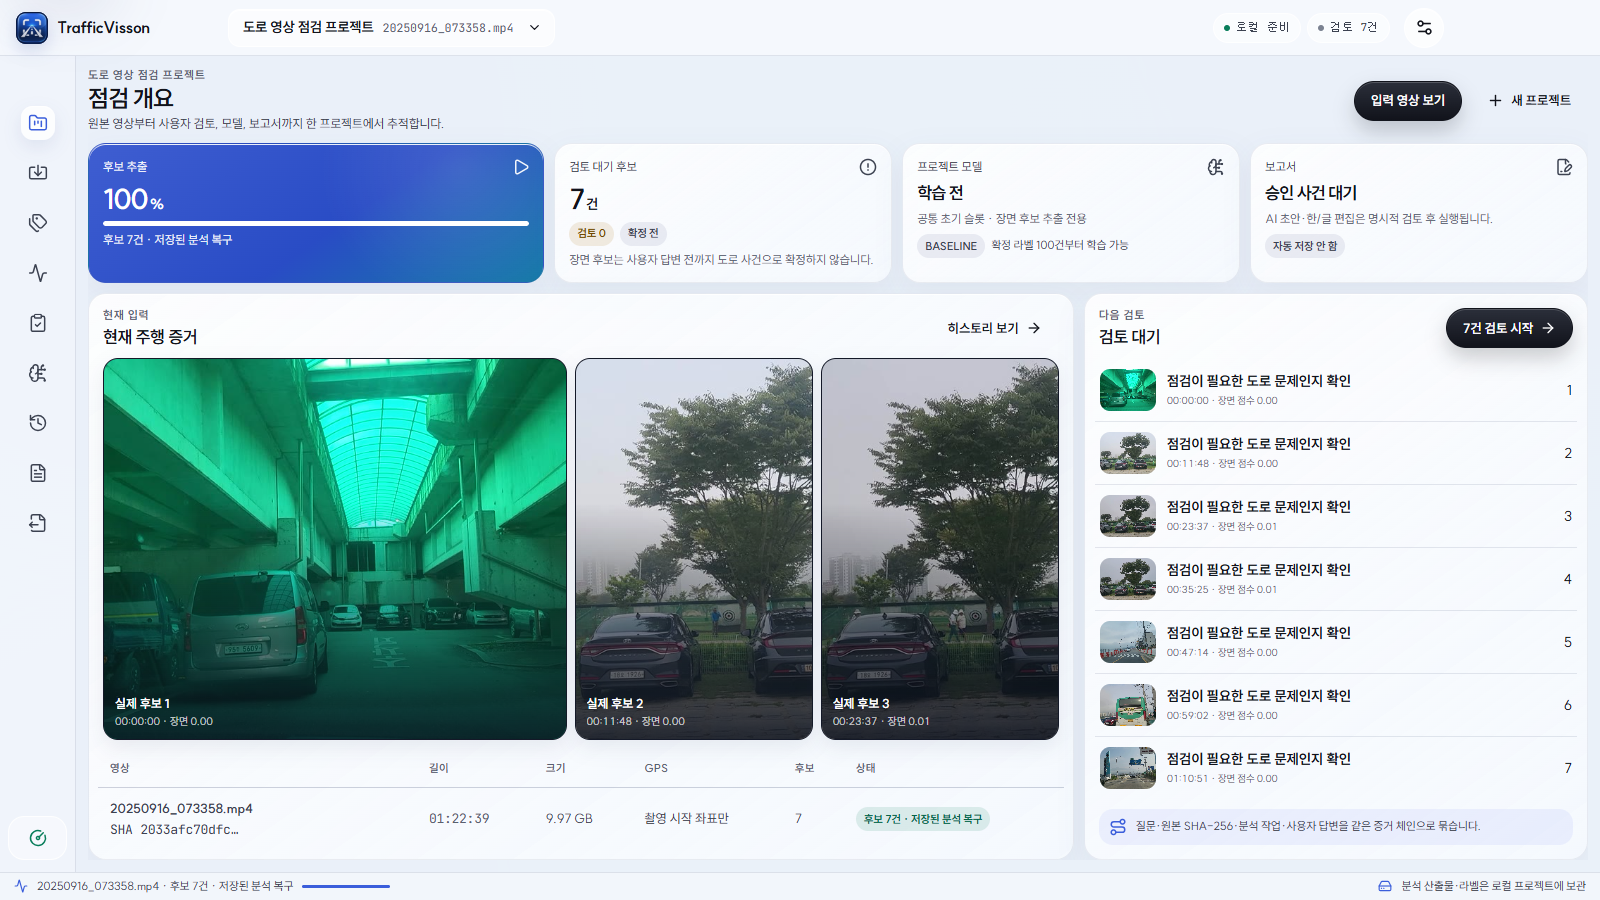 TrafficVisson
도로 영상 점검 프로젝트 20250916_073358.mp4
로컬 준비
검토 7건
도로 영상 점검 프로젝트
점검 개요
원본 영상부터 사용자 검토, 모델, 보고서까지 한 프로젝트에서 추적합니다.
입력 영상 보기
새 프로젝트
후보 추출
100%
후보 7건 · 저장된 분석 복구
검토 대기 후보
7건
검토 0
확정 전
장면 후보는 사용자 답변 전까지 도로 사건으로 확정하지 않습니다.
프로젝트 모델
학습 전
공통 초기 슬롯 · 장면 후보 추출 전용
BASELINE
확정 라벨 100건부터 학습 가능
보고서
승인 사건 대기
AI 초안·한/글 편집은 명시적 검토 후 실행됩니다.
자동 저장 안 함
현재 입력
현재 주행 증거
히스토리 보기
실제 후보 1
00:00:00 · 장면 0.00
실제 후보 2
00:11:48 · 장면 0.00
실제 후보 3
00:23:37 · 장면 0.01
영상 길이 크기 GPS 후보 상태
20250916_073358.mp4
SHA 2033afc70dfc…
01:22:39 9.97 GB 촬영 시작 좌표만 7 후보 7건 · 저장된 분석 복구
다음 검토
검토 대기
7건 검토 시작
점검이 필요한 도로 문제인지 확인
00:00:00 · 장면 점수 0.00
1
점검이 필요한 도로 문제인지 확인
00:11:48 · 장면 점수 0.00
2
점검이 필요한 도로 문제인지 확인
00:23:37 · 장면 점수 0.01
3
점검이 필요한 도로 문제인지 확인
00:35:25 · 장면 점수 0.01
4
점검이 필요한 도로 문제인지 확인
00:47:14 · 장면 점수 0.00
5
점검이 필요한 도로 문제인지 확인
00:59:02 · 장면 점수 0.00
6
점검이 필요한 도로 문제인지 확인
01:10:51 · 장면 점수 0.00
7
질문·원본 SHA-256·분석 작업·사용자 답변을 같은 증거 체인으로 묶습니다.
20250916_073358.mp4 · 후보 7건 · 저장된 분석 복구
분석 산출물·라벨은 로컬 프로젝트에 보관